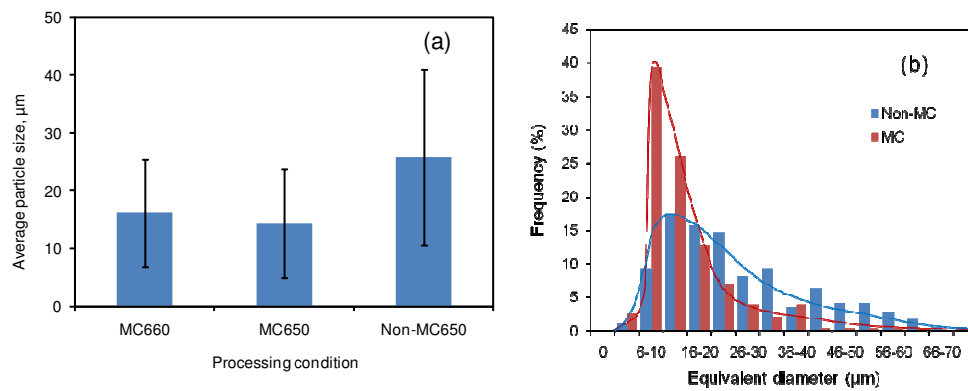 (a)
50
40
30
20
10
0
Average particle size, µm
MC660 MC650 Non-MC650
Processing condition
(b)
45
40
35
30
25
20
15
10
5
0
Frequency (%)
Non-MC
MC
0 6-10 16-20 26-30 36-40 46-50 56-60 66-70
Equivalent diameter (µm)